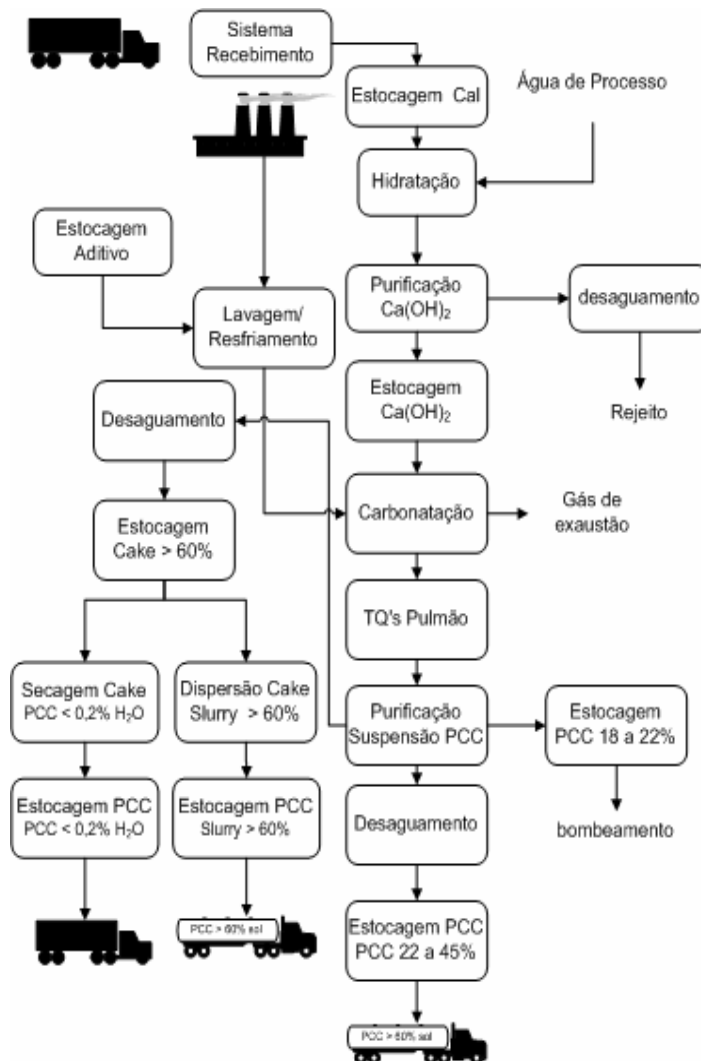 Sistema
Recebimento
Estocagem Cal
Água de Processo
Hidratação
Estocagem
Aditivo
Purificação
Ca(OH)₂
desaguamento
Lavagem/
Resfriamento
Estocagem
Ca(OH)₂
Rejeito
Desaguamento
Carbonatação
Gás de
exaustão
Estocagem
Cake > 60%
TQ's Pulmão
Secagem Cake
PCC < 0,2% H₂O
Dispersão Cake
Slurry > 60%
Purificação
Suspensão PCC
Estocagem
PCC 18 a 22%
Estocagem PCC
PCC < 0,2% H₂O
Estocagem PCC
Slurry > 60%
Desaguamento
bombeamento
PCC > 60% sol
Estocagem PCC
PCC 22 a 45%
PCC > 60% sol